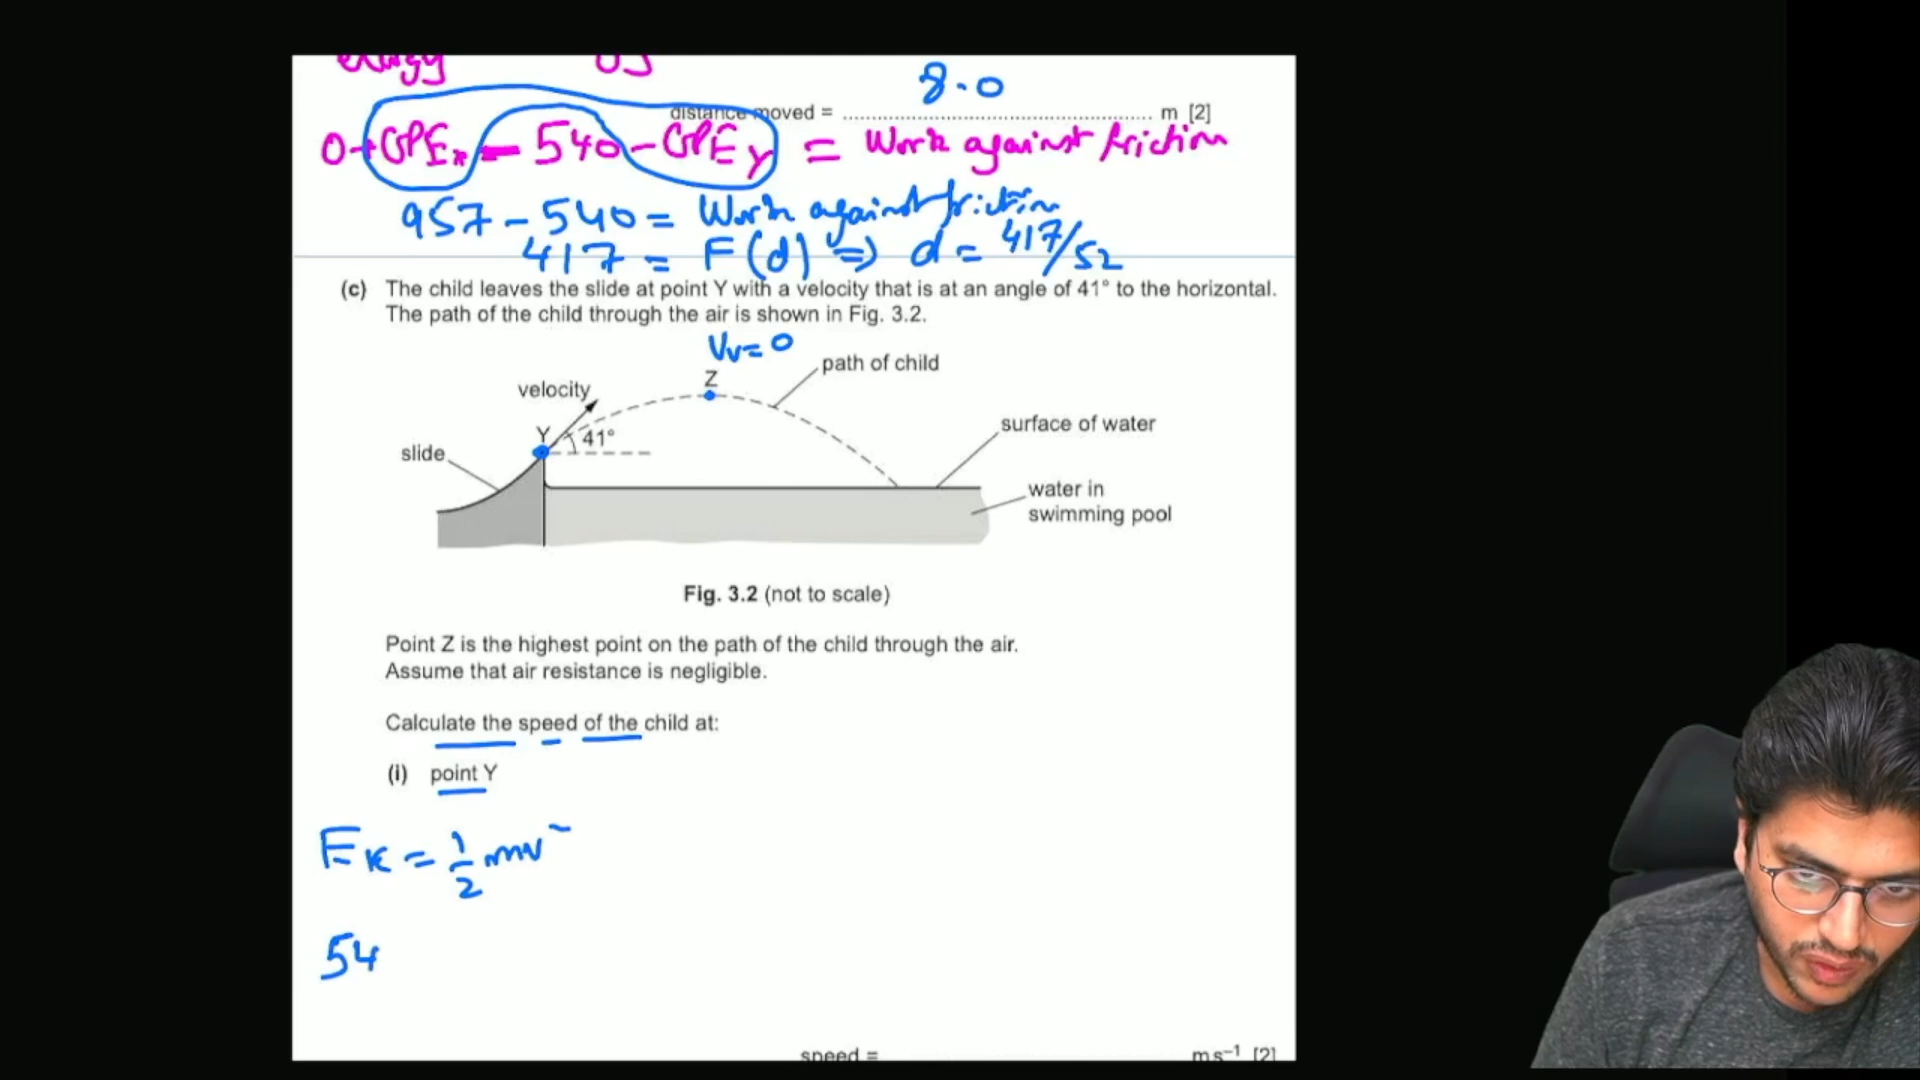 8.0
distance moved = ........................................................ m [2]
0+GPEx - 540 - GPEY = Work against friction
957 - 540 = Work against friction
417 = F(d) => d = 417/52
(c) The child leaves the slide at point Y with a velocity that is at an angle of 41° to the horizontal.
The path of the child through the air is shown in Fig. 3.2.
Vv = 0
path of child
Z
velocity
surface of water
Y
41°
slide
water in
swimming pool
Fig. 3.2 (not to scale)
Point Z is the highest point on the path of the child through the air.
Assume that air resistance is negligible.
Calculate the speed of the child at:
(i) point Y
EK = 1/2 mv²
54
speed = m s⁻¹ [2]